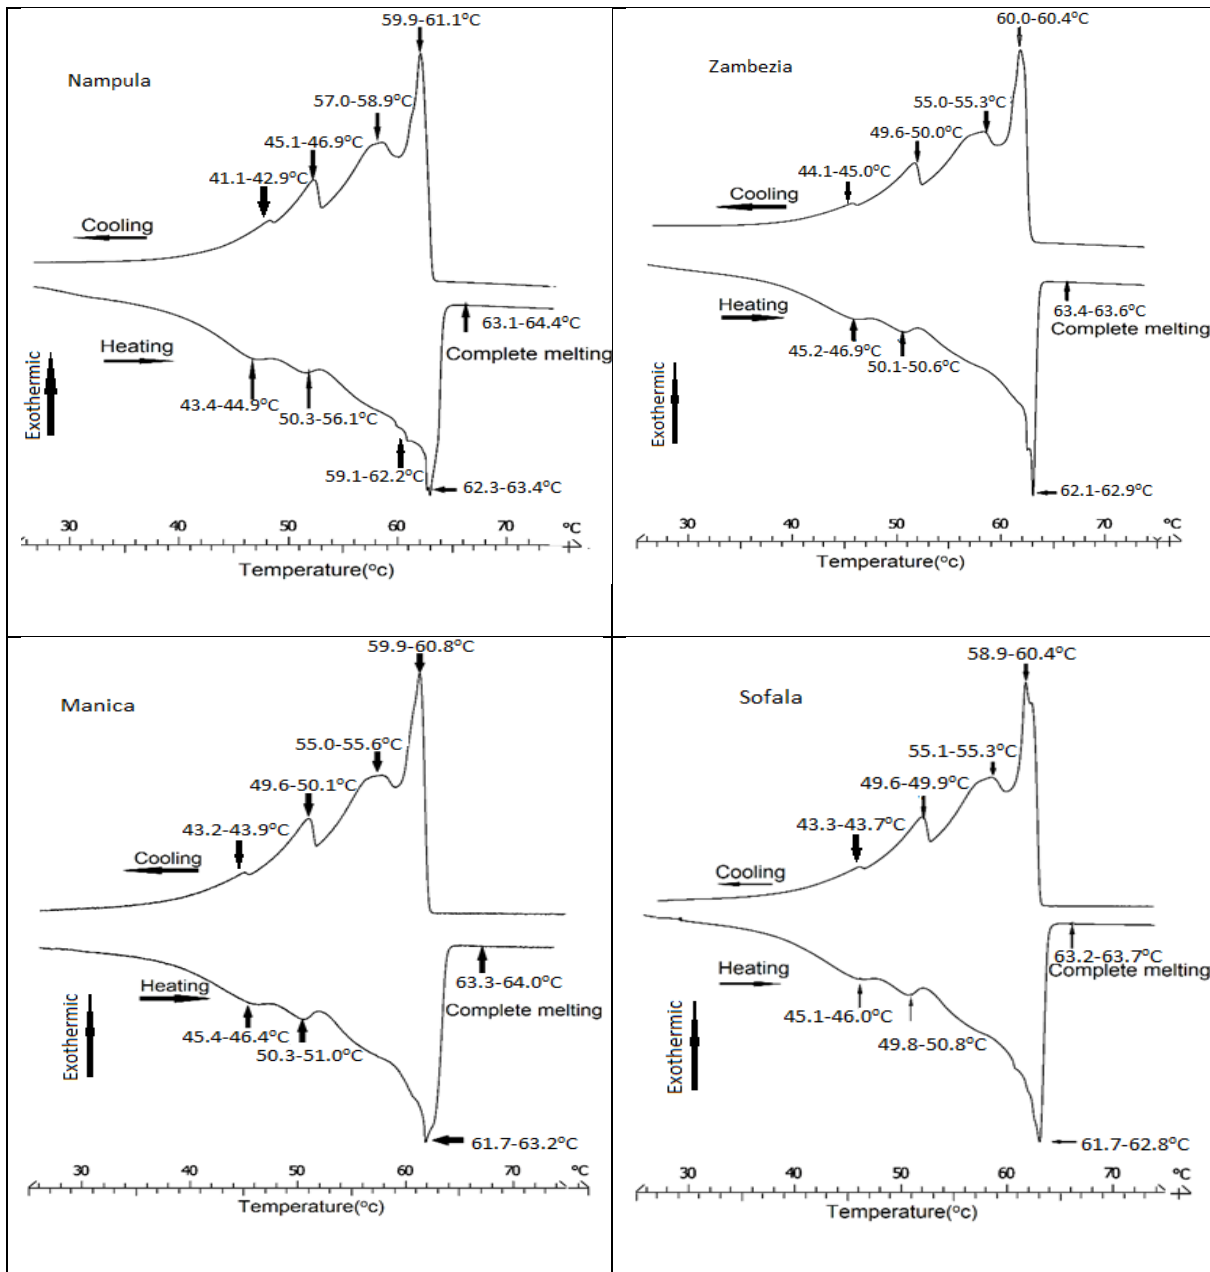 59.9-61.1°C
Nampula
57.0-58.9°C
45.1-46.9°C
41.1-42.9°C
Cooling
63.1-64.4°C
Complete melting
Heating
Exothermic
43.4-44.9°C
50.3-56.1°C
59.1-62.2°C
62.3-63.4°C
30 40 50 60 70 °C
Temperature(°c)
60.0-60.4°C
Zambezia
55.0-55.3°C
49.6-50.0°C
44.1-45.0°C
Cooling
Heating
63.4-63.6°C
Complete melting
45.2-46.9°C
50.1-50.6°C
Exothermic
62.1-62.9°C
30 40 50 60 70 °C
Temperature(°c)
59.9-60.8°C
Manica
55.0-55.6°C
49.6-50.1°C
43.2-43.9°C
Cooling
63.3-64.0°C
Heating
Complete melting
45.4-46.4°C
50.3-51.0°C
Exothermic
61.7-63.2°C
30 40 50 60 70 °C
Temperature(°c)
58.9-60.4°C
Sofala
55.1-55.3°C
49.6-49.9°C
43.3-43.7°C
Cooling
63.2-63.7°C
Complete melting
Heating
45.1-46.0°C
49.8-50.8°C
Exothermic
61.7-62.8°C
30 40 50 60 70 °C
Temperature(°c)